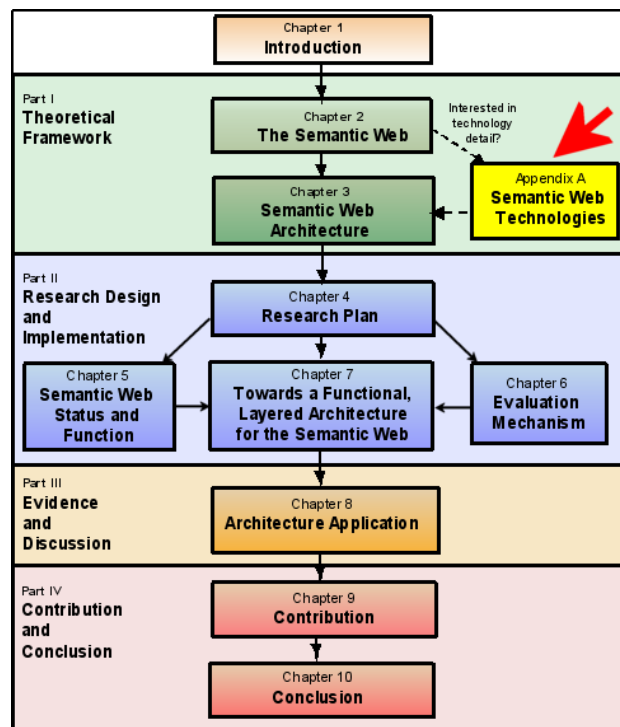 Chapter 1
Introduction
Part I
Theoretical
Framework
Chapter 2
The Semantic Web
Interested in
technology
detail?
Appendix A
Semantic Web
Technologies
Chapter 3
Semantic Web
Architecture
Part II
Research Design
and
Implementation
Chapter 4
Research Plan
Chapter 5
Semantic Web
Status and
Function
Chapter 7
Towards a Functional,
Layered Architecture
for the Semantic Web
Chapter 6
Evaluation
Mechanism
Part III
Evidence
and
Discussion
Chapter 8
Architecture Application
Part IV
Contribution
and
Conclusion
Chapter 9
Contribution
Chapter 10
Conclusion